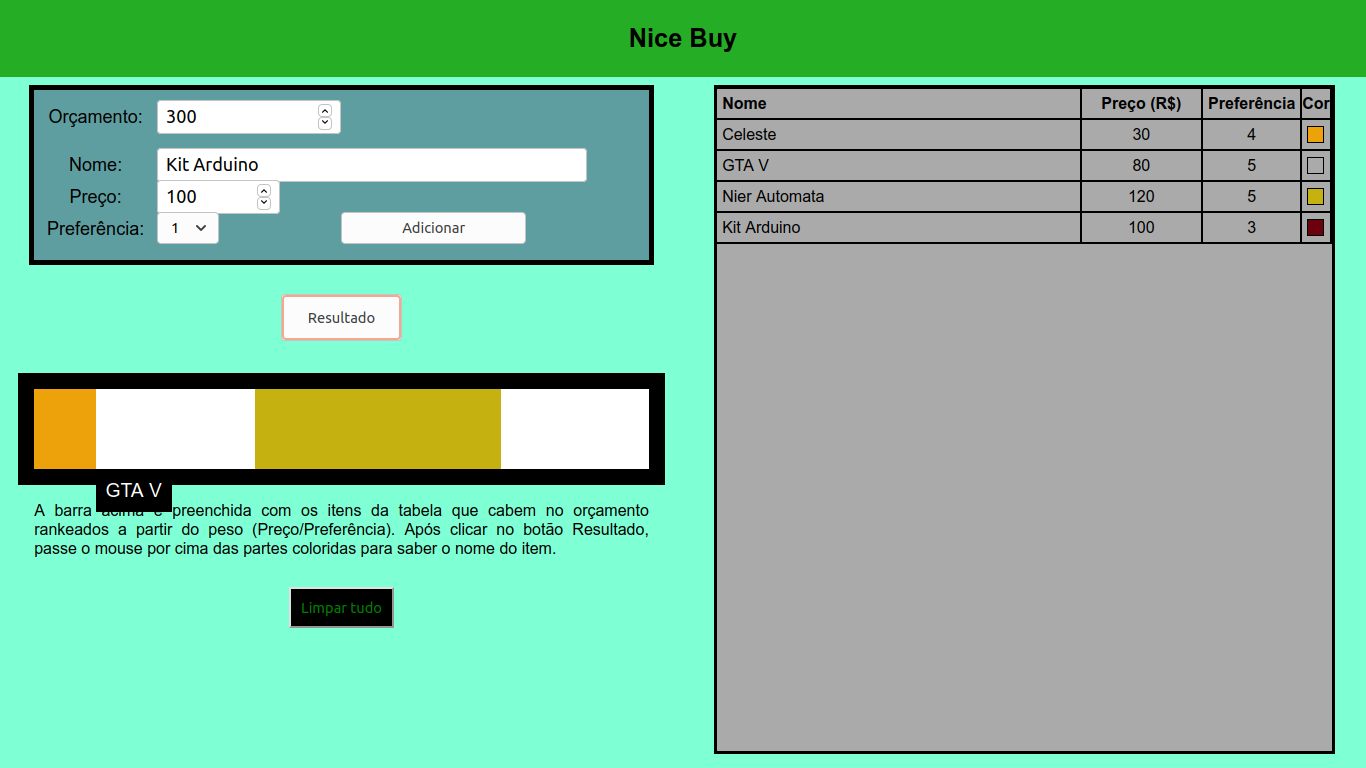 Nice Buy
Orçamento: 300
Nome: Kit Arduino
Preço: 100
Preferência: 1 Adicionar
Resultado
GTA V
A barra acima é preenchida com os itens da tabela que cabem no orçamento
rankeados a partir do peso (Preço/Preferência). Após clicar no botão Resultado,
passe o mouse por cima das partes coloridas para saber o nome do item.
Limpar tudo
Nome Preço (R$) Preferência Cor
Celeste 30 4
GTA V 80 5
Nier Automata 120 5
Kit Arduino 100 3